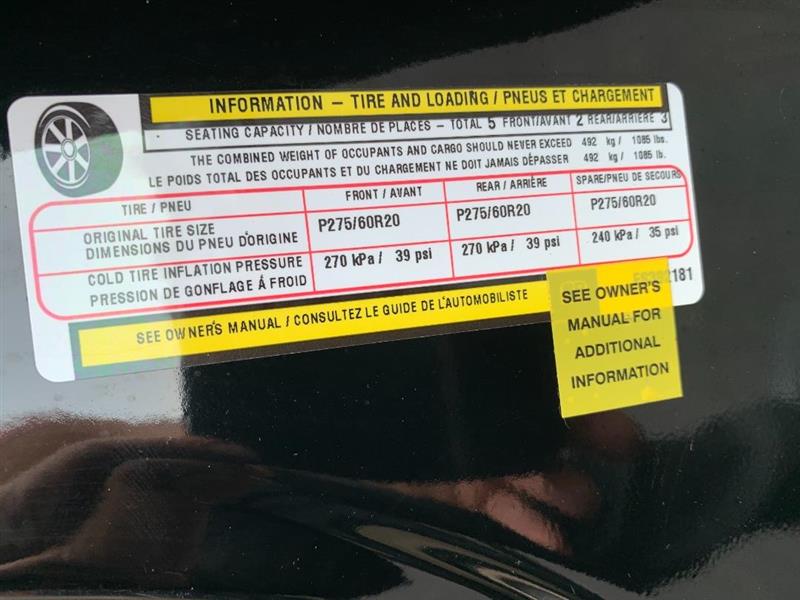 INFORMATION – TIRE AND LOADING / PNEUS ET CHARGEMENT
SEATING CAPACITY / NOMBRE DE PLACES – TOTAL 5 FRONT/AVANT 2 REAR/ARRIÈRE 3
THE COMBINED WEIGHT OF OCCUPANTS AND CARGO SHOULD NEVER EXCEED 492 kg / 1085 lbs.
LE POIDS TOTAL DES OCCUPANTS ET DU CHARGEMENT NE DOIT JAMAIS DÉPASSER 492 kg / 1085 lb.
TIRE / PNEU FRONT / AVANT REAR / ARRIÈRE SPARE/PNEU DE SECOURS
ORIGINAL TIRE SIZE
DIMENSIONS DU PNEU D'ORIGINE P275/60R20 P275/60R20 P275/60R20
COLD TIRE INFLATION PRESSURE
PRESSION DE GONFLAGE À FROID 270 kPa / 39 psi 270 kPa / 39 psi 240 kPa / 35 psi
SEE OWNER'S MANUAL / CONSULTEZ LE GUIDE DE L'AUTOMOBILISTE
SEE OWNER'S
MANUAL FOR
ADDITIONAL
INFORMATION